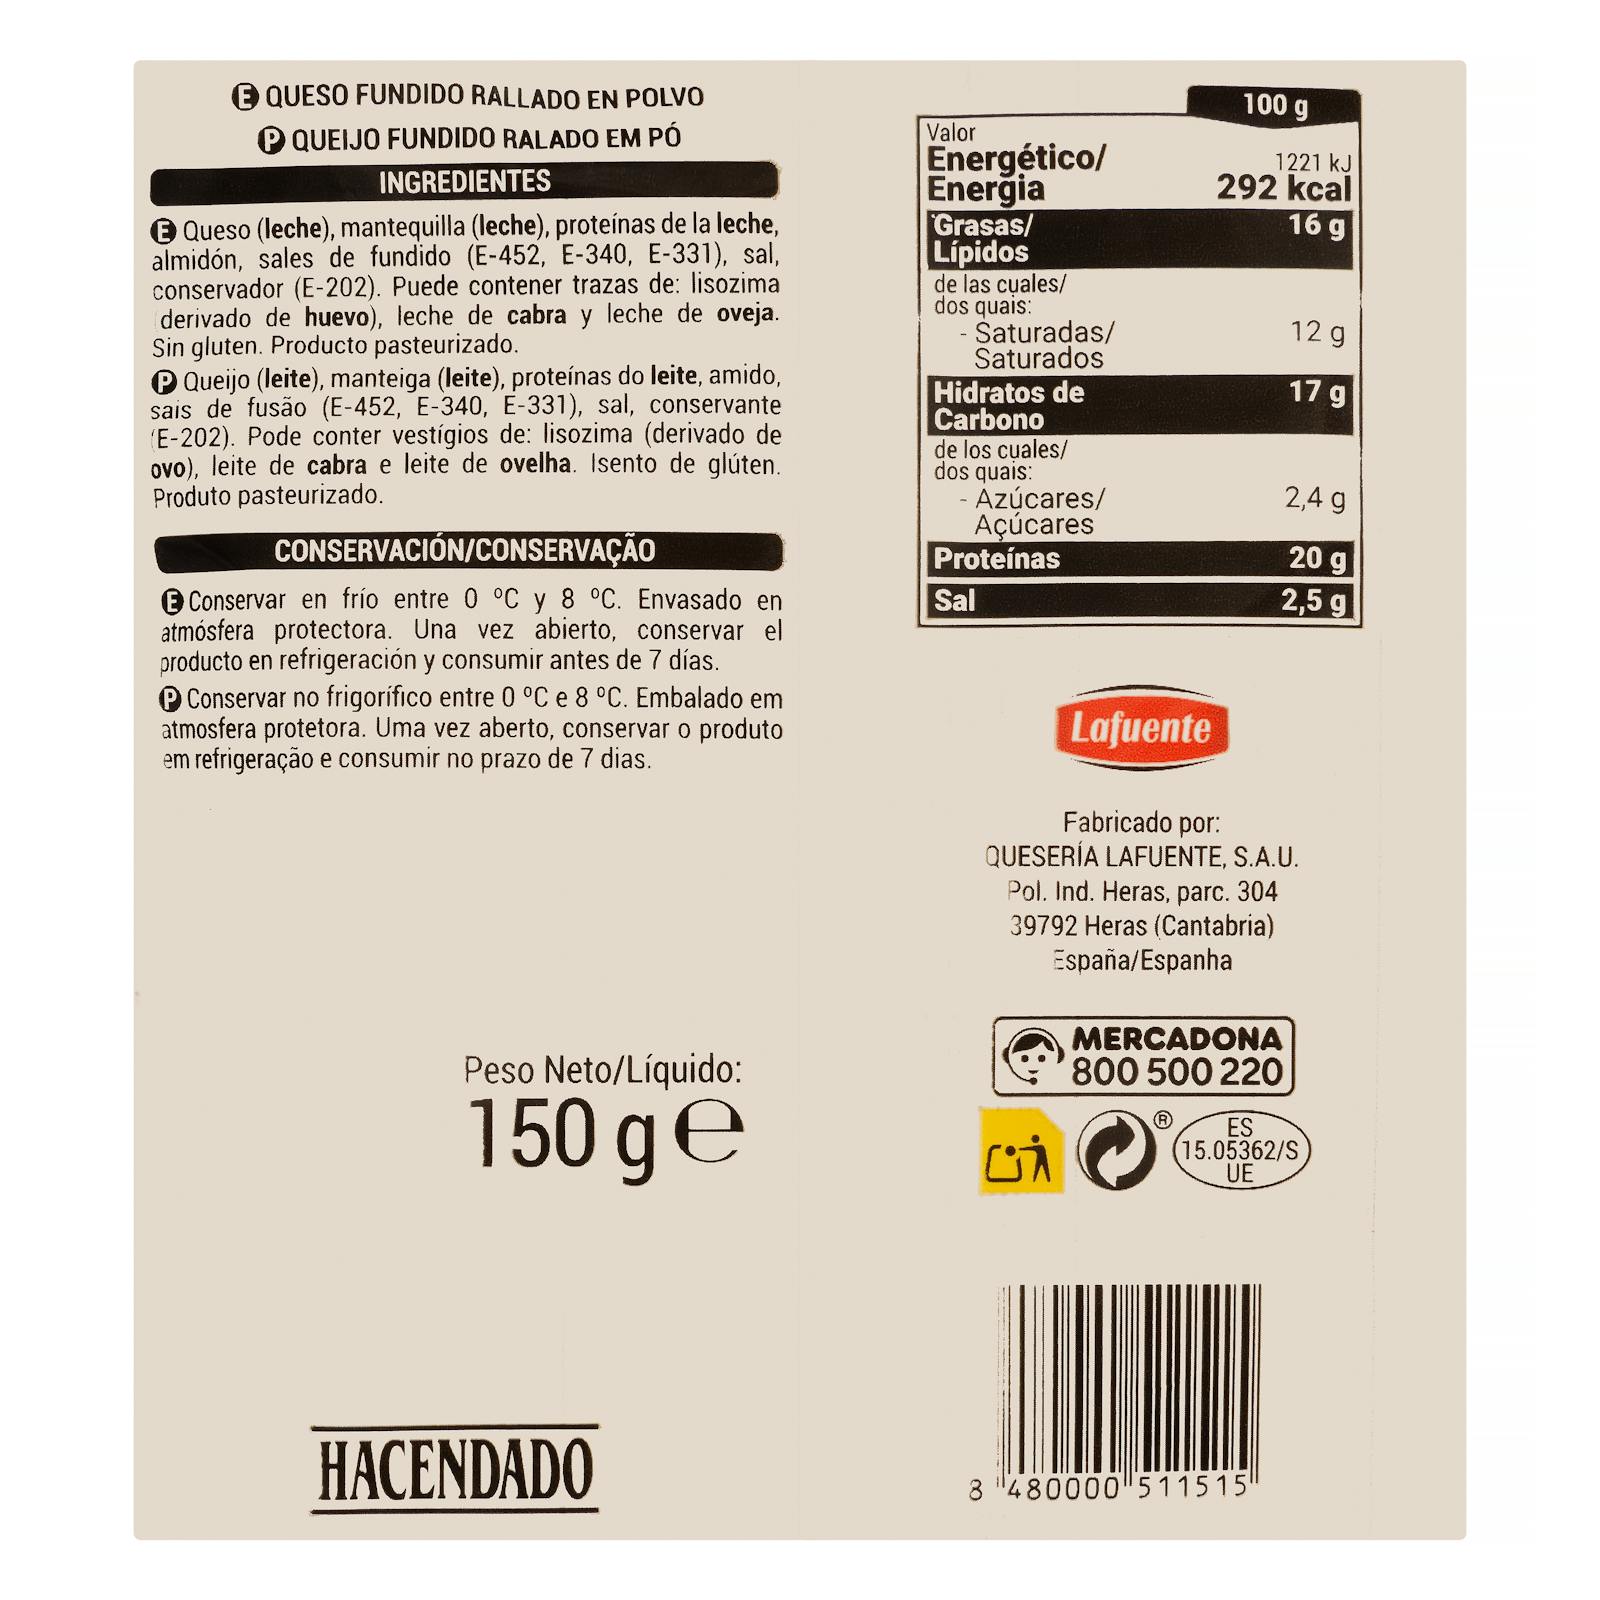 E QUESO FUNDIDO RALLADO EN POLVO
P QUEIJO FUNDIDO RALADO EM PÓ
INGREDIENTES
E Queso (leche), mantequilla (leche), proteínas de la leche,
almidón, sales de fundido (E-452, E-340, E-331), sal,
conservador (E-202). Puede contener trazas de: lisozima
(derivado de huevo), leche de cabra y leche de oveja.
Sin gluten. Producto pasteurizado.
P Queijo (leite), manteiga (leite), proteínas do leite, amido,
sais de fusão (E-452, E-340, E-331), sal, conservante
(E-202). Pode conter vestígios de: lisozima (derivado de
ovo), leite de cabra e leite de ovelha. Isento de glúten.
Produto pasteurizado.
CONSERVACIÓN/CONSERVAÇÃO
E Conservar en frío entre 0 ºC y 8 ºC. Envasado en
atmósfera protectora. Una vez abierto, conservar el
producto en refrigeración y consumir antes de 7 días.
P Conservar no frigorífico entre 0 ºC e 8 ºC. Embalado em
atmosfera protetora. Uma vez aberto, conservar o produto
em refrigeração e consumir no prazo de 7 dias.
Peso Neto/Líquido:
150 g e
HACENDADO
100 g
Valor
Energético/ 1221 kJ
Energia 292 kcal
Grasas/ 16 g
Lípidos
de las cuales/
dos quais:
- Saturadas/ 12 g
Saturados
Hidratos de 17 g
Carbono
de los cuales/
dos quais:
- Azúcares/ 2,4 g
Açúcares
Proteínas 20 g
Sal 2,5 g
Lafuente
Fabricado por:
QUESERÍA LAFUENTE, S.A.U.
Pol. Ind. Heras, parc. 304
39792 Heras (Cantabria)
España/Espanha
MERCADONA
800 500 220
®
ES
15.05362/S
UE
8 480000 511515